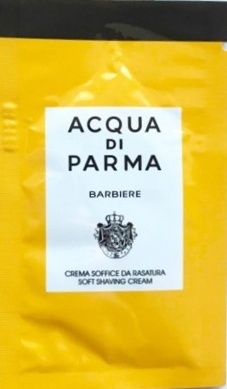 ACQUA
DI
PARMA
BARBIERE
CREMA SOFFICE DA RASATURA
SOFT SHAVING CREAM